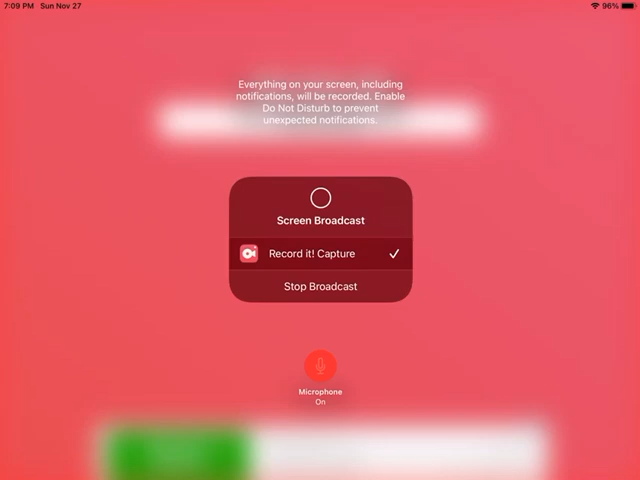 7:09 PM Sun Nov 27
96%
Everything on your screen, including
notifications, will be recorded. Enable
Do Not Disturb to prevent
unexpected notifications.
Screen Broadcast
Record it! Capture
Stop Broadcast
Microphone
On